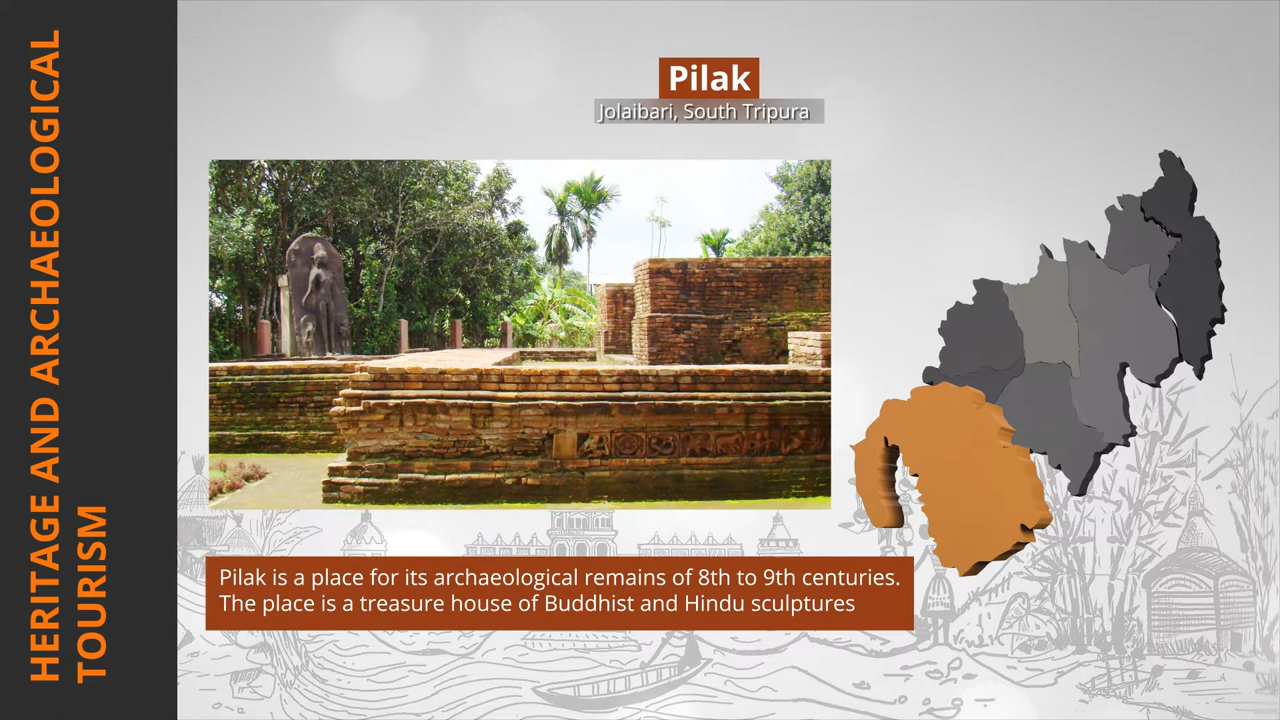 HERITAGE AND ARCHAEOLOGICAL
TOURISM
Pilak
Jolaibari, South Tripura
Pilak is a place for its archaeological remains of 8th to 9th centuries.
The place is a treasure house of Buddhist and Hindu sculptures